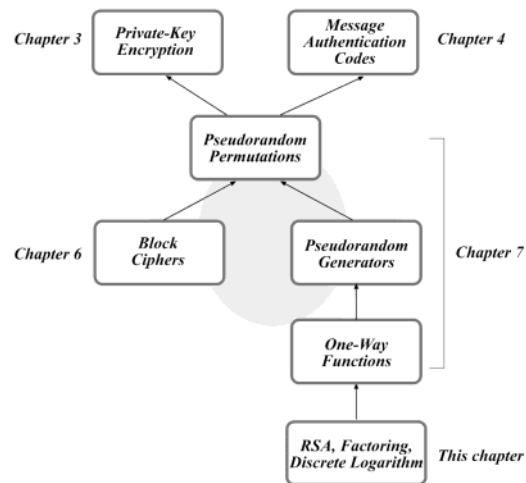 Chapter 3
Private-Key
Encryption
Message
Authentication
Codes
Chapter 4
Pseudorandom
Permutations
Chapter 6
Block
Ciphers
Pseudorandom
Generators
Chapter 7
One-Way
Functions
RSA, Factoring,
Discrete Logarithm
This chapter